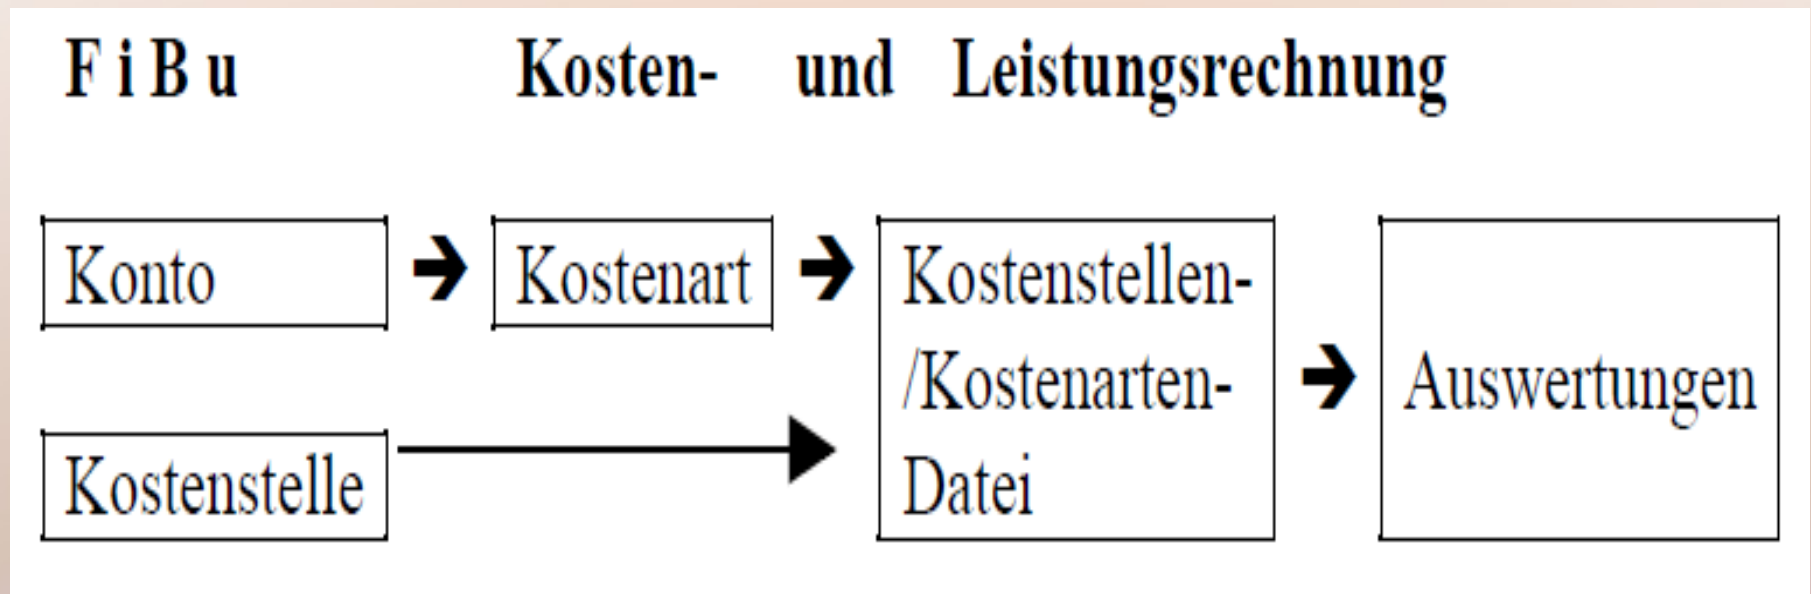 F i B u Kosten- und Leistungsrechnung
Konto
Kostenart
Kostenstellen-
/Kostenarten-
Datei
Auswertungen
Kostenstelle